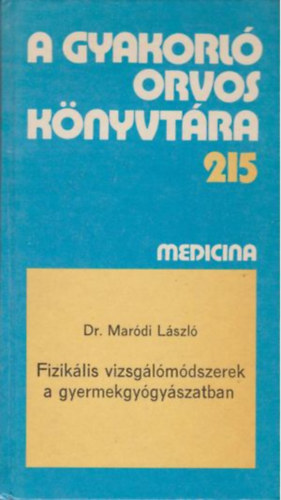 A GYAKORLÓ
ORVOS
KÖNYVTÁRA
215
MEDICINA
Dr. Maródi László
Fizikális vizsgálómódszerek
a gyermekgyógyászatban